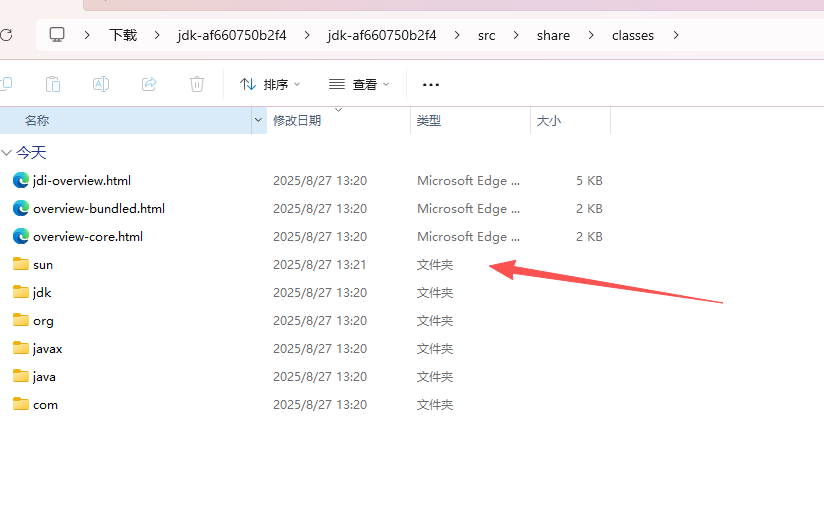 下载 jdk-af660750b2f4 jdk-af660750b2f4 src share classes
排序 查看
名称 修改日期 类型 大小
今天
jdi-overview.html 2025/8/27 13:20 Microsoft Edge ... 5 KB
overview-bundled.html 2025/8/27 13:20 Microsoft Edge ... 2 KB
overview-core.html 2025/8/27 13:20 Microsoft Edge ... 2 KB
sun 2025/8/27 13:21 文件夹
jdk 2025/8/27 13:20 文件夹
org 2025/8/27 13:20 文件夹
javax 2025/8/27 13:20 文件夹
java 2025/8/27 13:20 文件夹
com 2025/8/27 13:20 文件夹